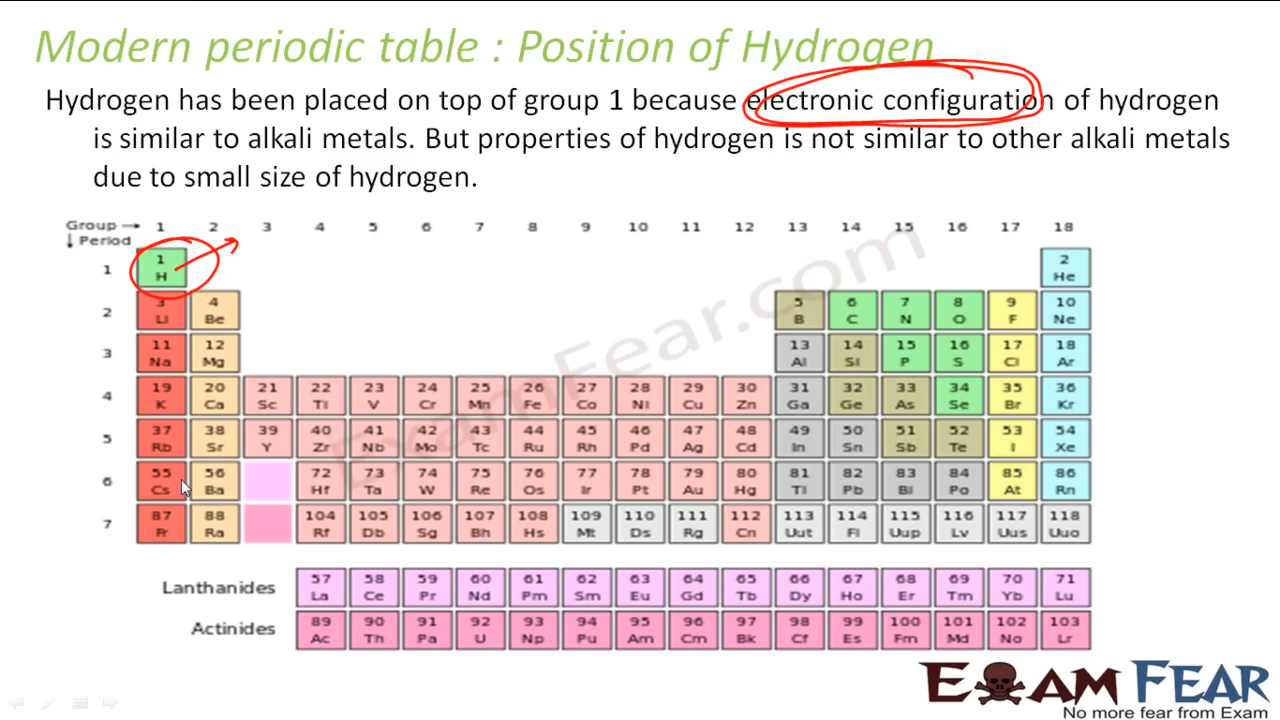 Modern periodic table : Position of Hydrogen
Hydrogen has been placed on top of group 1 because electronic configuration of hydrogen
is similar to alkali metals. But properties of hydrogen is not similar to other alkali metals
due to small size of hydrogen.
Group → 1 2 3 4 5 6 7 8 9 10 11 12 13 14 15 16 17 18
↓ Period
1 2
1 H He
3 4 5 6 7 8 9 10
2 Li Be B C N O F Ne
11 12 13 14 15 16 17 18
3 Na Mg Al Si P S Cl Ar
19 20 21 22 23 24 25 26 27 28 29 30 31 32 33 34 35 36
4 K Ca Sc Ti V Cr Mn Fe Co Ni Cu Zn Ga Ge As Se Br Kr
37 38 39 40 41 42 43 44 45 46 47 48 49 50 51 52 53 54
5 Rb Sr Y Zr Nb Mo Tc Ru Rh Pd Ag Cd In Sn Sb Te I Xe
55 56 72 73 74 75 76 77 78 79 80 81 82 83 84 85 86
6 Cs Ba Hf Ta W Re Os Ir Pt Au Hg Tl Pb Bi Po At Rn
87 88 104 105 106 107 108 109 110 111 112 113 114 115 116 117 118
7 Fr Ra Rf Db Sg Bh Hs Mt Ds Rg Cn Uut Fl Uup Lv Uus Uuo
57 58 59 60 61 62 63 64 65 66 67 68 69 70 71
Lanthanides La Ce Pr Nd Pm Sm Eu Gd Tb Dy Ho Er Tm Yb Lu
89 90 91 92 93 94 95 96 97 98 99 100 101 102 103
Actinides Ac Th Pa U Np Pu Am Cm Bk Cf Es Fm Md No Lr
ExamFear.com
EXAM FEAR
No more fear from Exam